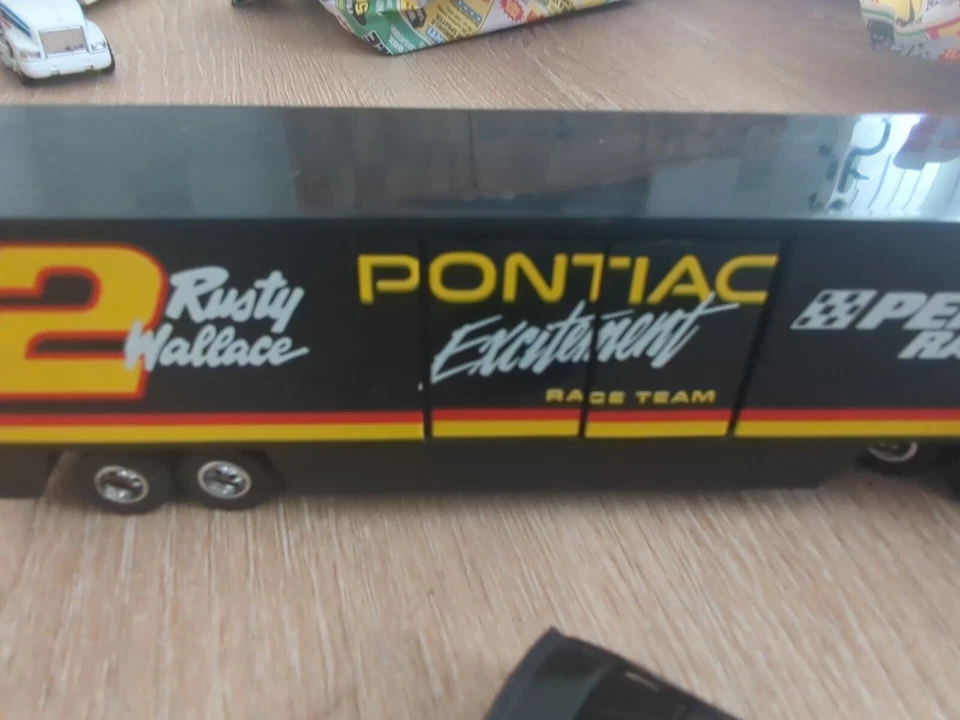 2
Rusty
Wallace
PONTIAC
Excitement
RACE TEAM